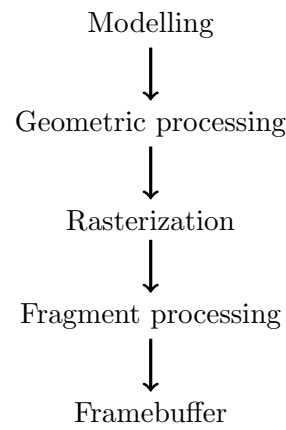 Modelling
Geometric processing
Rasterization
Fragment processing
Framebuffer